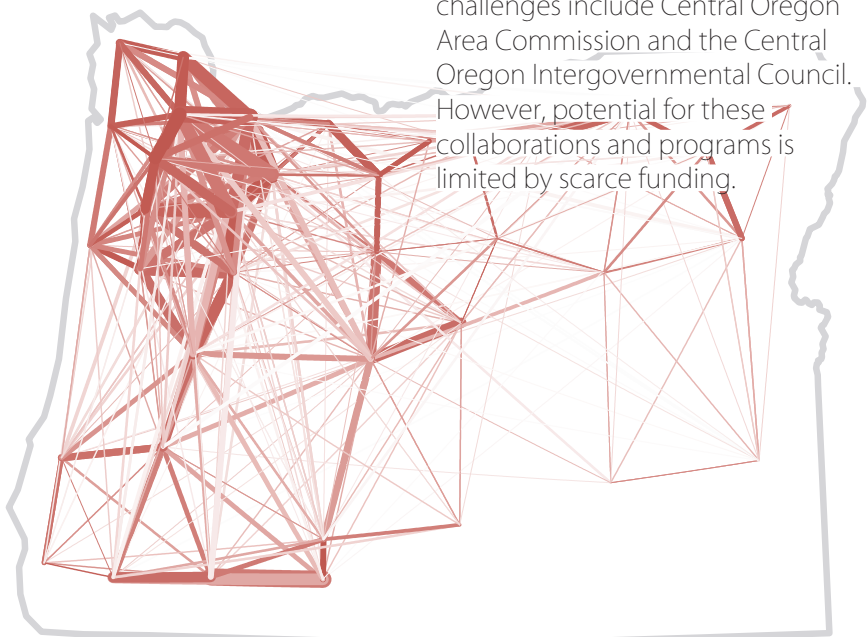 challenges include Central Oregon
Area Commission and the Central
Oregon Intergovernmental Council.
However, potential for these
collaborations and programs is
limited by scarce funding.